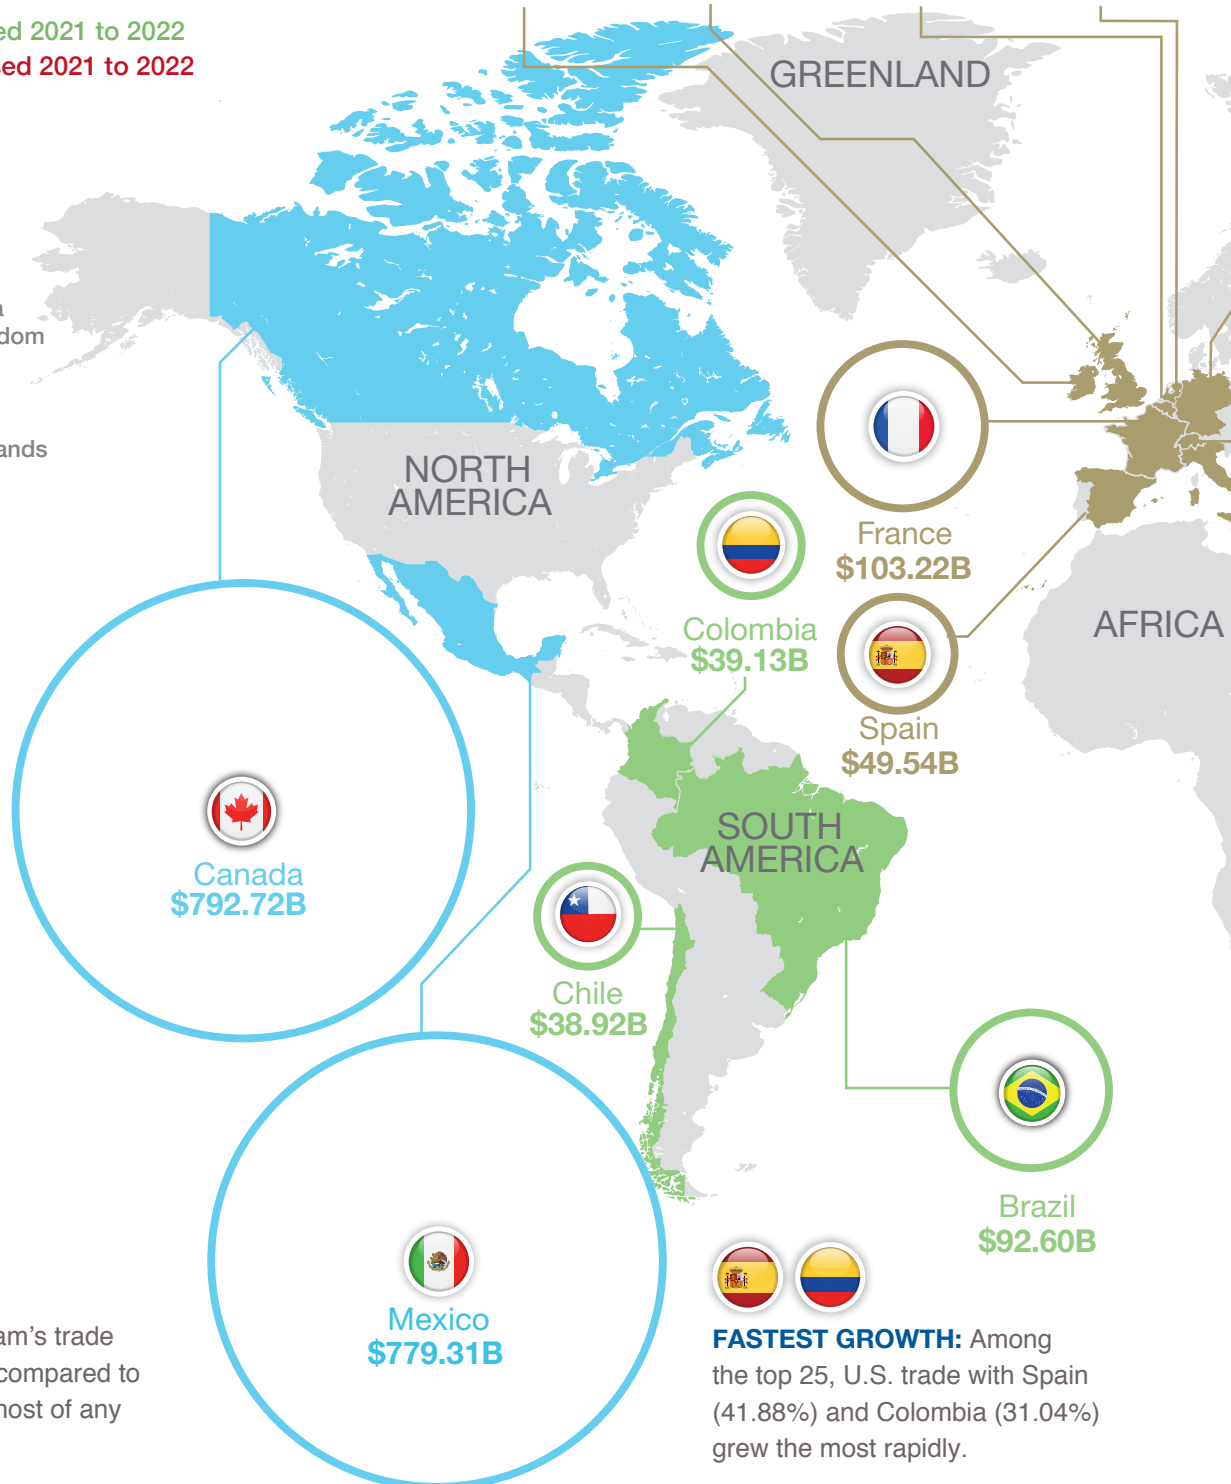 ed 2021 to 2022
sed 2021 to 2022
GREENLAND
a
dom
ands
NORTH
AMERICA
France
$103.22B
Colombia
$39.13B
AFRICA
Spain
$49.54B
SOUTH
AMERICA
Canada
$792.72B
Chile
$38.92B
Brazil
$92.60B
Mexico
$779.31B
am’s trade
compared to
most of any
FASTEST GROWTH: Among
the top 25, U.S. trade with Spain
(41.88%) and Colombia (31.04%)
grew the most rapidly.